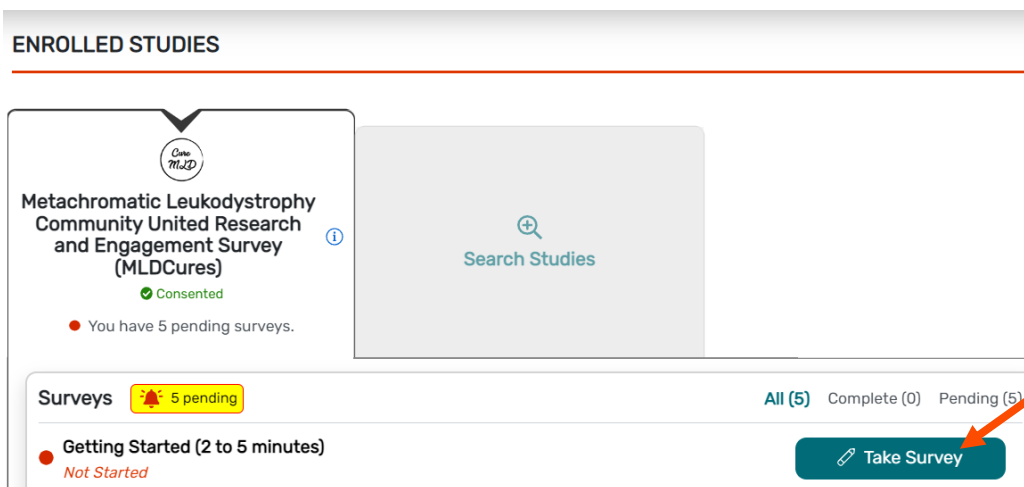 ENROLLED STUDIES
Cure
MLD
Metachromatic Leukodystrophy
Community United Research
and Engagement Survey
(MLDCures)
Consented
You have 5 pending surveys.
Search Studies
Surveys 5 pending All (5) Complete (0) Pending (5)
Getting Started (2 to 5 minutes)
Not Started
Take Survey